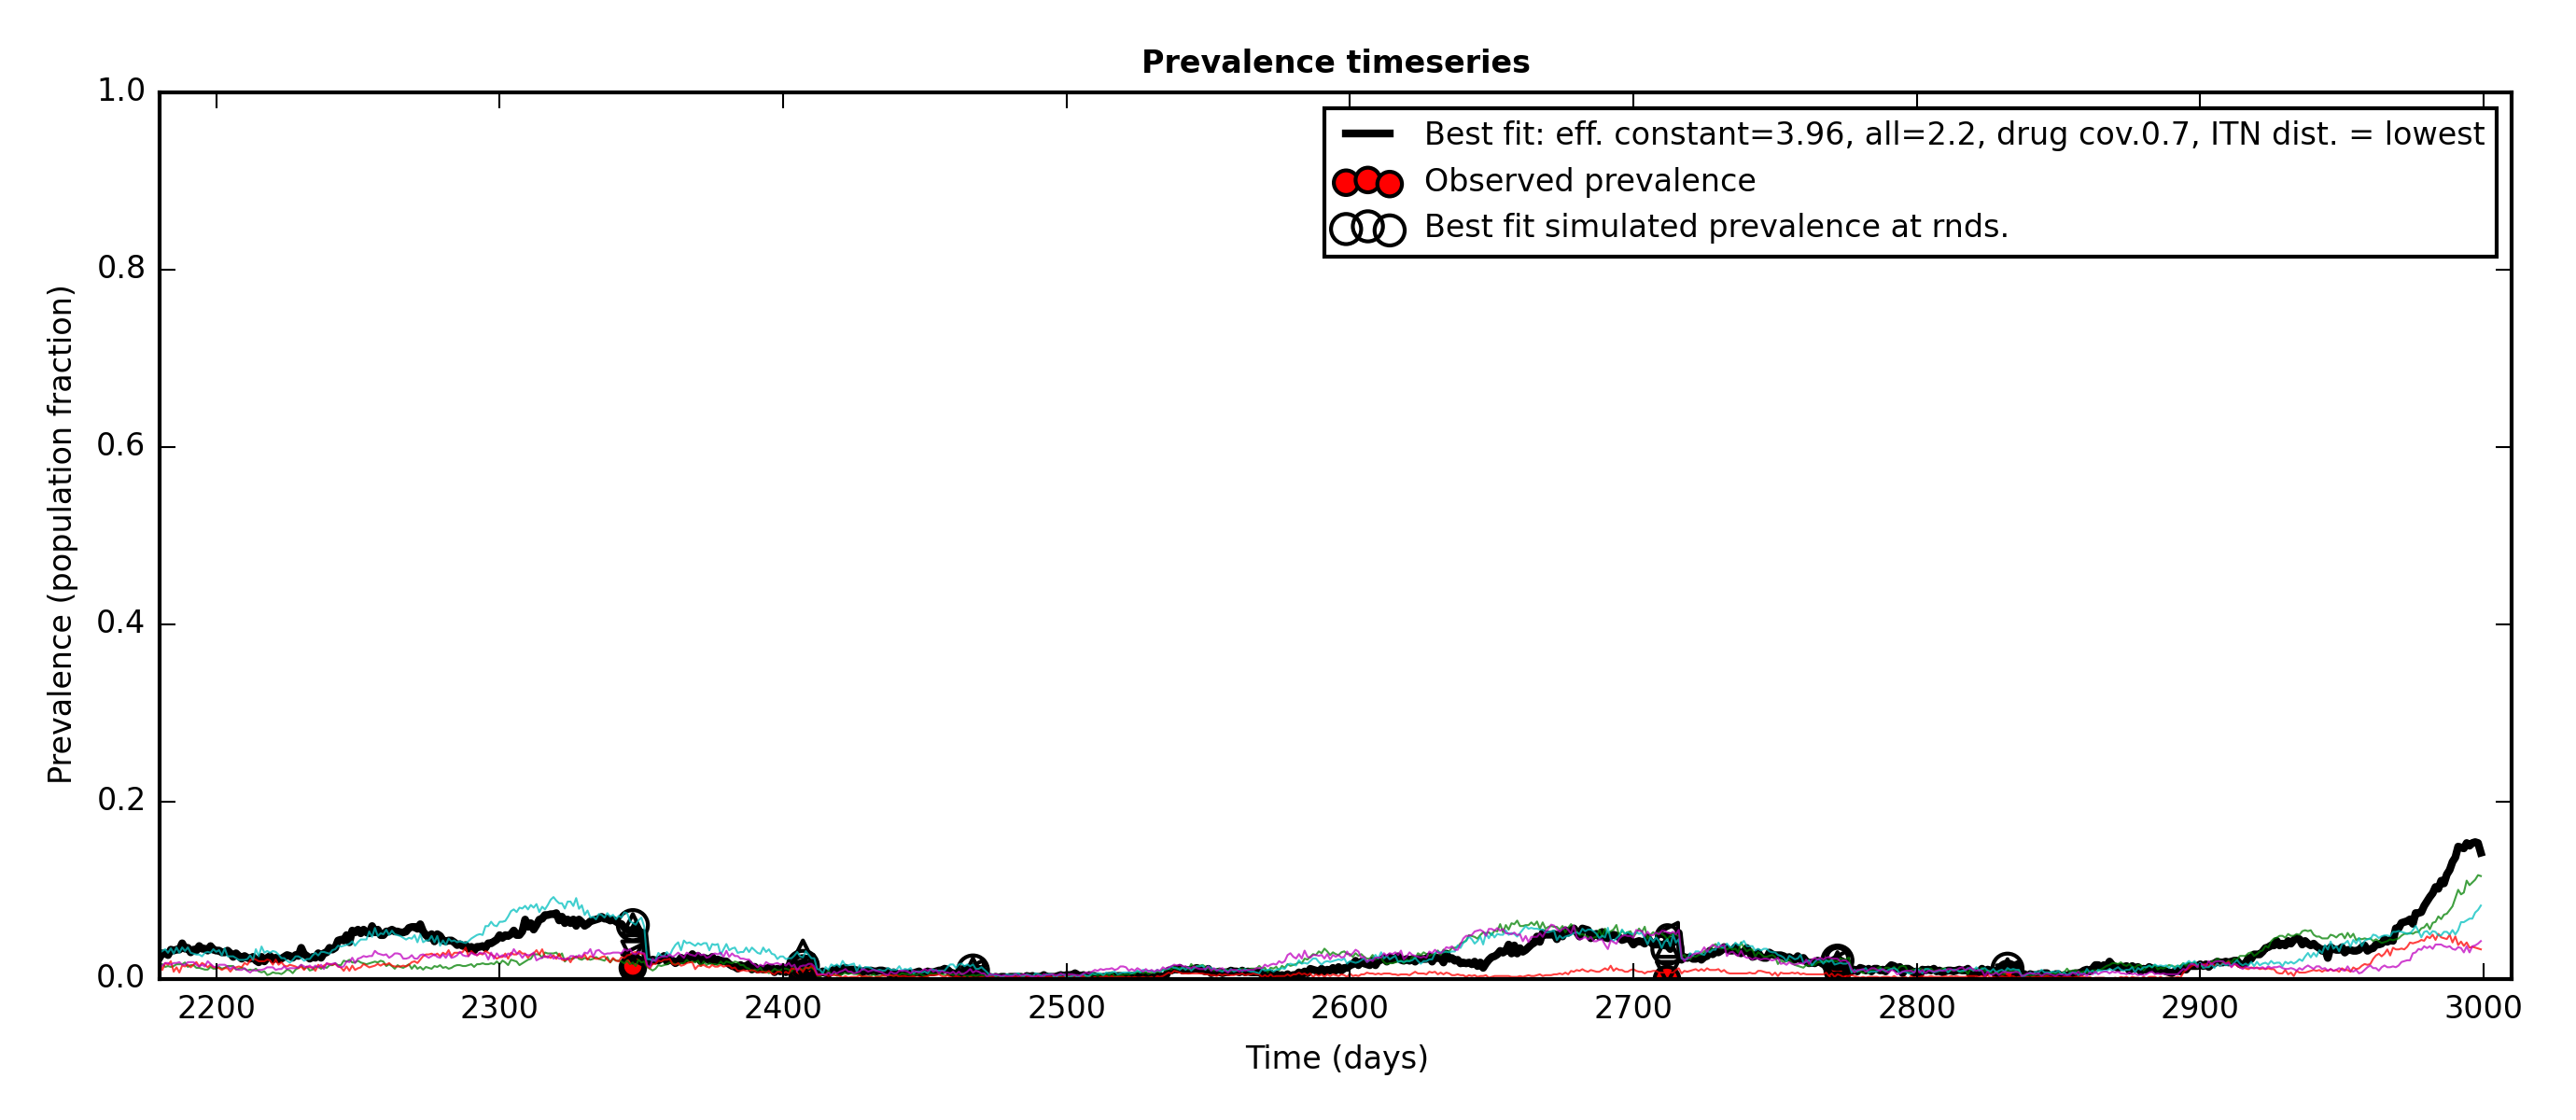 Prevalence timeseries
1.0
0.8
0.6
0.4
0.2
0.0
Prevalence (population fraction)
Best fit: eff. constant=3.96, all=2.2, drug cov.0.7, ITN dist. = lowest
Observed prevalence
Best fit simulated prevalence at rnds.
2200 2300 2400 2500 2600 2700 2800 2900 3000
Time (days)